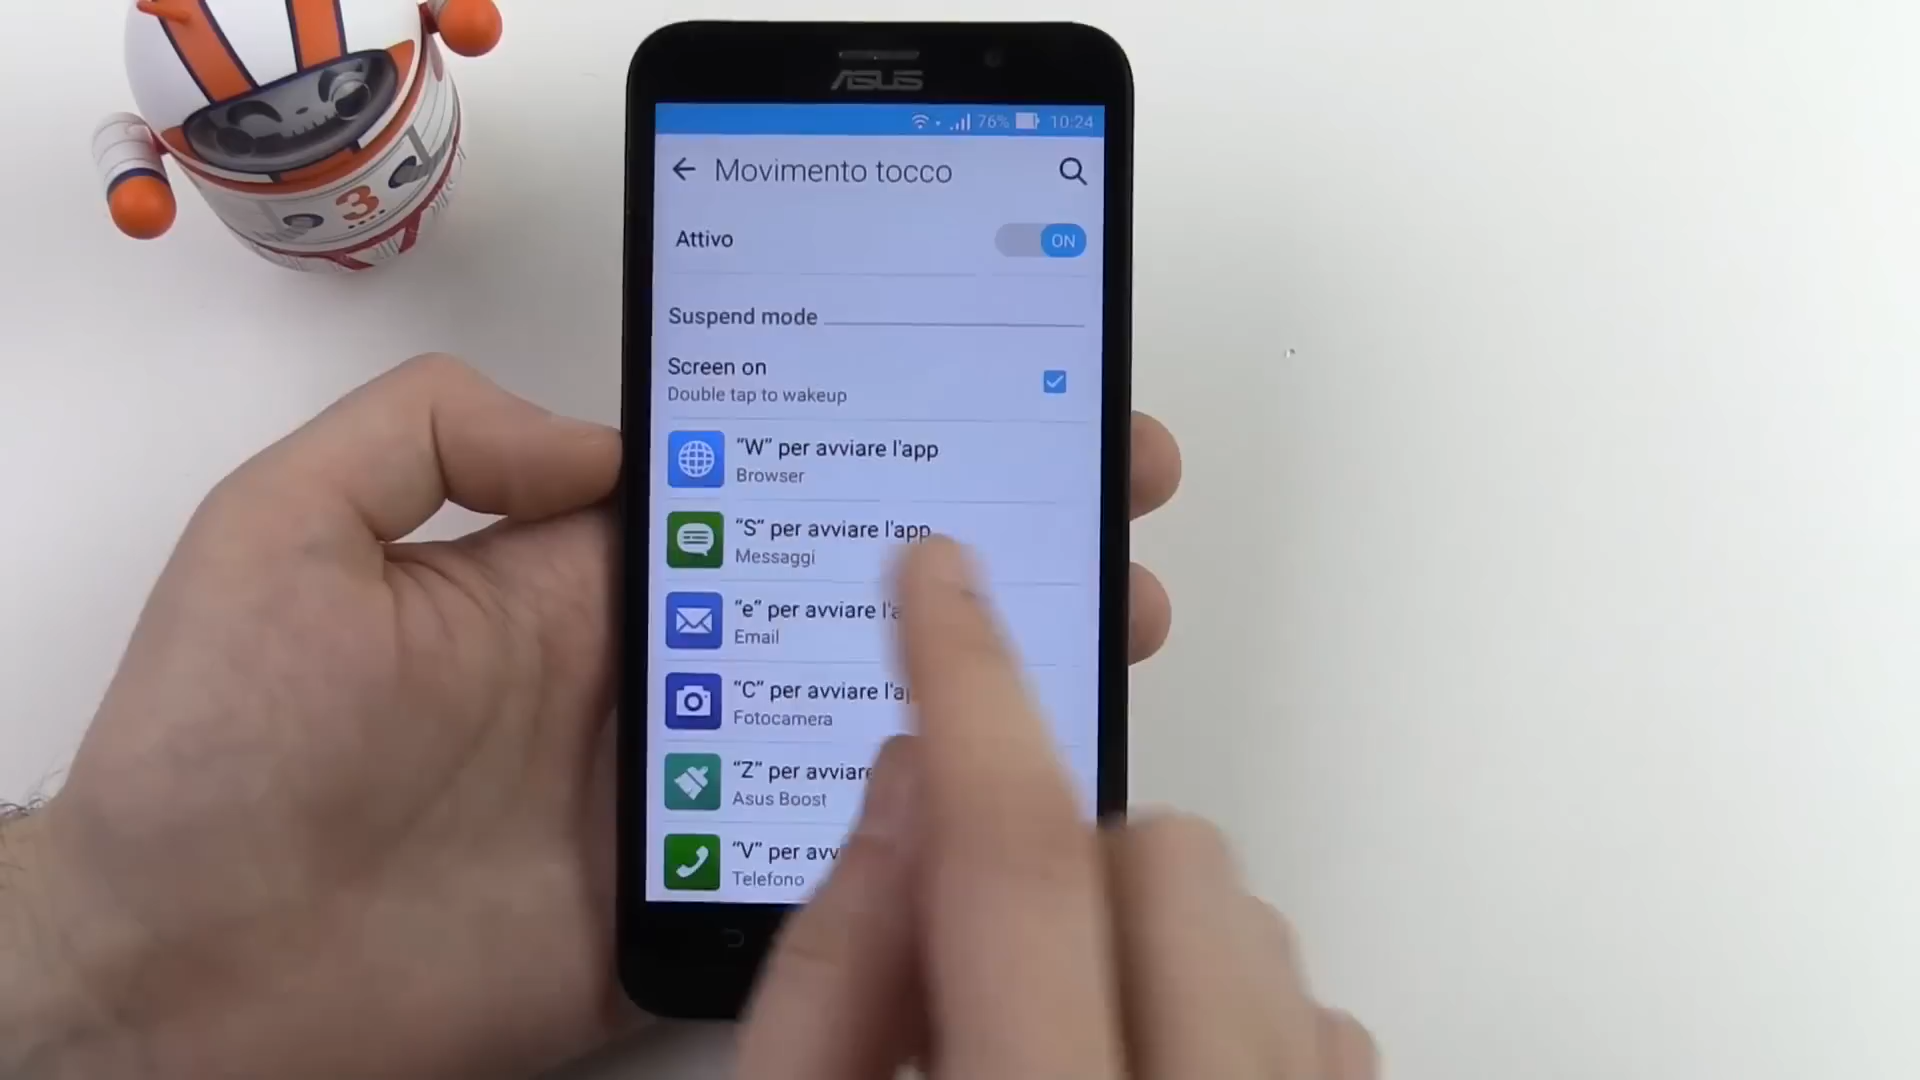 ASUS
76% 10:24
Movimento tocco
Attivo ON
Suspend mode
Screen on
Double tap to wakeup
“W” per avviare l'app
Browser
“S” per avviare l'app
Messaggi
“e” per avviare
Email
“C” per avviare
Fotocamera
“Z” per avviare
Asus Boost
“V” per
Telefono
3